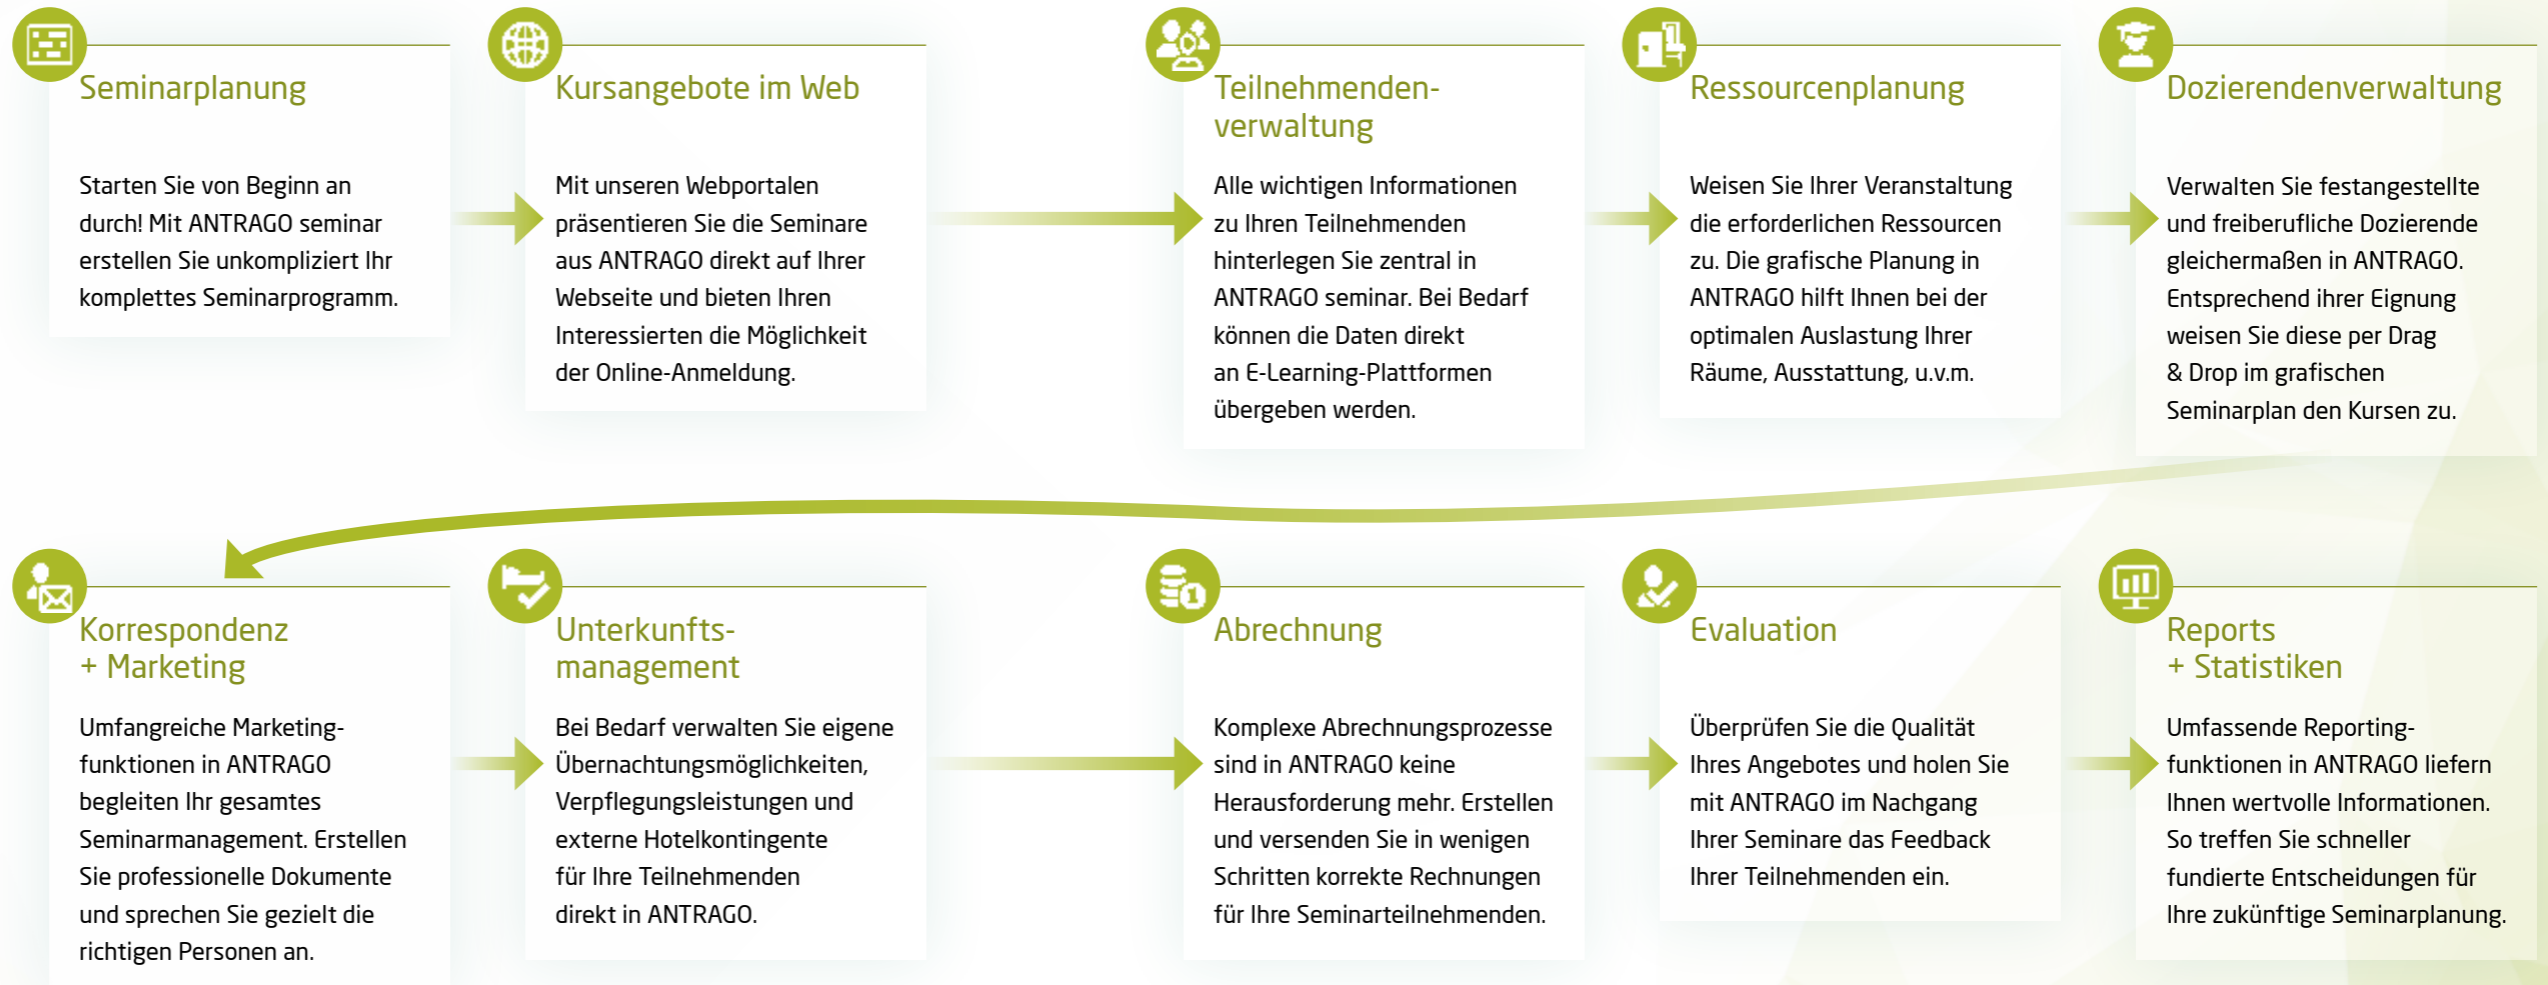 Seminarplanung
Starten Sie von Beginn an
durch! Mit ANTRAGO seminar
erstellen Sie unkompliziert Ihr
komplettes Seminarprogramm.
Kursangebote im Web
Mit unseren Webportalen
präsentieren Sie die Seminare
aus ANTRAGO direkt auf Ihrer
Webseite und bieten Ihren
Interessierten die Möglichkeit
der Online-Anmeldung.
Teilnehmenden-
verwaltung
Alle wichtigen Informationen
zu Ihren Teilnehmenden
hinterlegen Sie zentral in
ANTRAGO seminar. Bei Bedarf
können die Daten direkt
an E-Learning-Plattformen
übergeben werden.
Ressourcenplanung
Weisen Sie Ihrer Veranstaltung
die erforderlichen Ressourcen
zu. Die grafische Planung in
ANTRAGO hilft Ihnen bei der
optimalen Auslastung Ihrer
Räume, Ausstattung, u.v.m.
Dozierendenverwaltung
Verwalten Sie festangestellte
und freiberufliche Dozierende
gleichermaßen in ANTRAGO.
Entsprechend ihrer Eignung
weisen Sie diese per Drag
& Drop im grafischen
Seminarplan den Kursen zu.
Korrespondenz
+ Marketing
Umfangreiche Marketing-
funktionen in ANTRAGO
begleiten Ihr gesamtes
Seminarmanagement. Erstellen
Sie professionelle Dokumente
und sprechen Sie gezielt die
richtigen Personen an.
Unterkunfts-
management
Bei Bedarf verwalten Sie eigene
Übernachtungsmöglichkeiten,
Verpflegungsleistungen und
externe Hotelkontingente
für Ihre Teilnehmenden
direkt in ANTRAGO.
1
Abrechnung
Komplexe Abrechnungsprozesse
sind in ANTRAGO keine
Herausforderung mehr. Erstellen
und versenden Sie in wenigen
Schritten korrekte Rechnungen
für Ihre Seminarteilnehmenden.
Evaluation
Überprüfen Sie die Qualität
Ihres Angebotes und holen Sie
mit ANTRAGO im Nachgang
Ihrer Seminare das Feedback
Ihrer Teilnehmenden ein.
Reports
+ Statistiken
Umfassende Reporting-
funktionen in ANTRAGO liefern
Ihnen wertvolle Informationen.
So treffen Sie schneller
fundierte Entscheidungen für
Ihre zukünftige Seminarplanung.